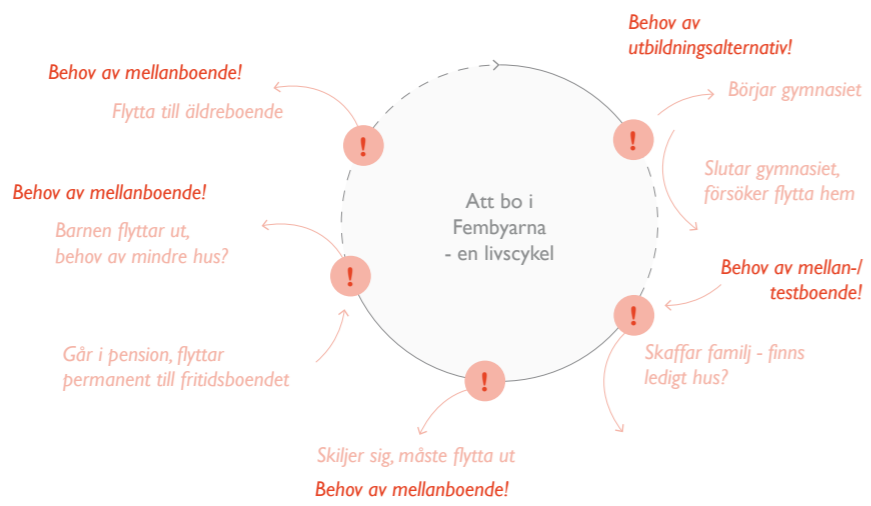 Behov av
utbildningsalternativ!
Börjar gymnasiet
!
Slutar gymnasiet,
försöker flytta hem
Behov av mellan-/
testboende!
!
Skaffar familj - finns
ledigt hus?
!
Skiljer sig, måste flytta ut
Behov av mellanboende!
Går i pension, flyttar
permanent till fritidsboendet
!
Behov av mellanboende!
Barnen flyttar ut,
behov av mindre hus?
!
Behov av mellanboende!
Flytta till äldreboende
Att bo i
Fembyarna
- en livscykel